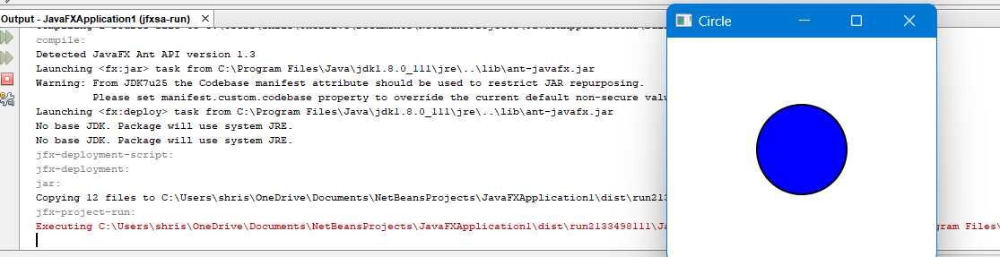 Output - JavaFXApplication1 (jfxsa-run)
Circle
compile:
Detected JavaFX Ant API version 1.3
Launching <fx:jar> task from C:\Program Files\Java\jdk1.8.0_111\jre\..\lib\ant-javafx.jar
Warning: From JDK7u25 the Codebase manifest attribute should be used to restrict JAR repurposing.
Please set manifest.custom.codebase property to override the current default non-secure valu
Launching <fx:deploy> task from C:\Program Files\Java\jdk1.8.0_111\jre\..\lib\ant-javafx.jar
No base JDK. Package will use system JRE.
No base JDK. Package will use system JRE.
jfx-deployment-script:
jfx-deployment:
jar:
Copying 12 files to C:\Users\shris\OneDrive\Documents\NetBeansProjects\JavaFXApplication1\dist\run213
jfx-project-run:
Executing C:\Users\shris\OneDrive\Documents\NetBeansProjects\JavaFXApplication1\dist\run2133498111\Ja gram Files\